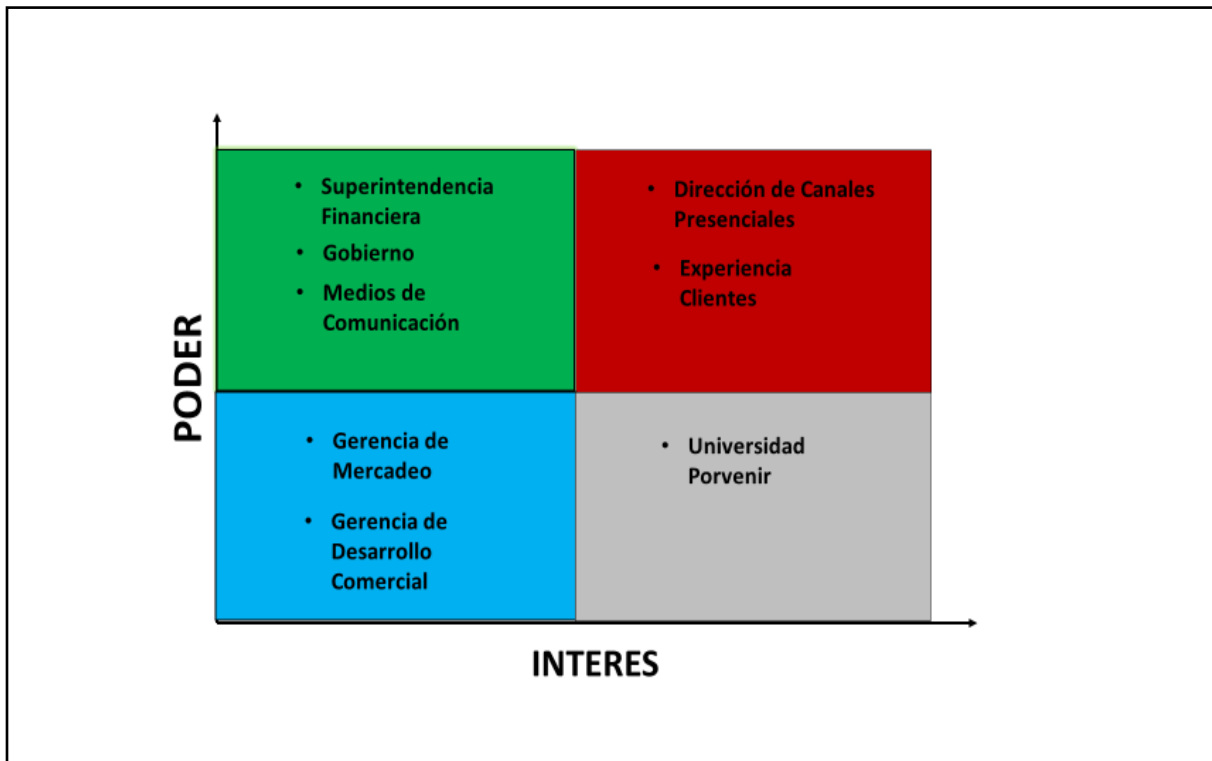 PODER
• Superintendencia
Financiera
• Gobierno
• Medios de
Comunicación
• Dirección de Canales
Presenciales
• Experiencia
Clientes
• Gerencia de
Mercadeo
• Gerencia de
Desarrollo
Comercial
• Universidad
Porvenir
INTERES